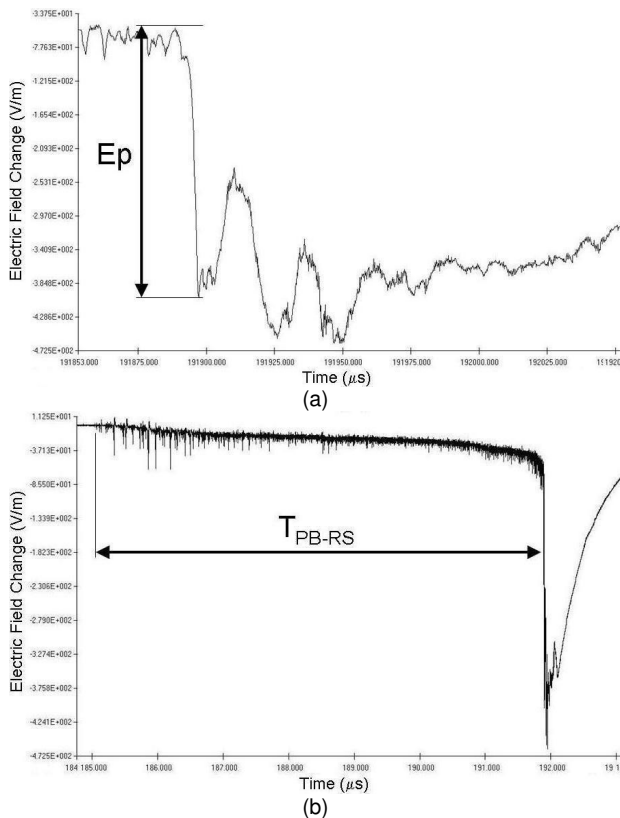 -3.375E+001
-7.763E+001
-1.215E+002
-1.654E+002
-2.093E+002
-2.531E+002
-2.970E+002
-3.409E+002
-3.848E+002
-4.286E+002
-4.725E+002
Electric Field Change (V/m)
Ep
191853.000 191875.000 191900.000 191925.000 191950.000 191975.000 192000.000 192025.000 111920
Time (μs)
(a)
1.125E+001
-3.713E+001
-8.550E+001
-1.339E+002
-1.823E+002
-2.306E+002
-2.790E+002
-3.274E+002
-3.758E+002
-4.241E+002
-4.725E+002
Electric Field Change (V/m)
T PB-RS
184 185.000 186.000 187.000 188.000 189.000 190.000 191.000 192.000 19 1
Time (μs)
(b)